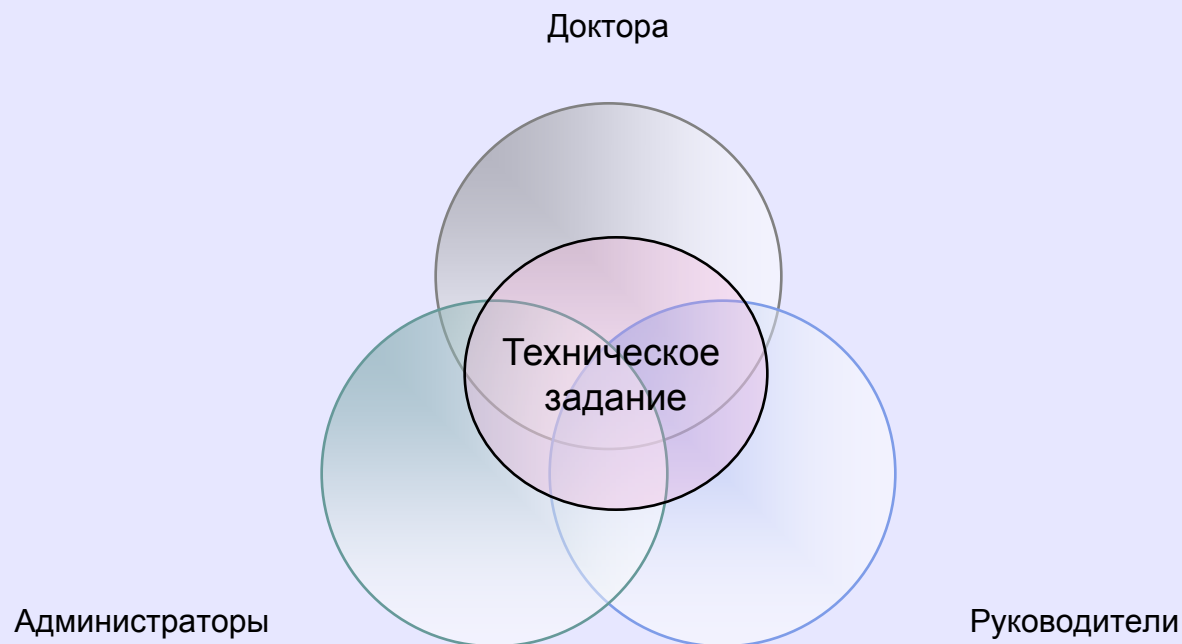 Доктора
Техническое
задание
Администраторы
Руководители